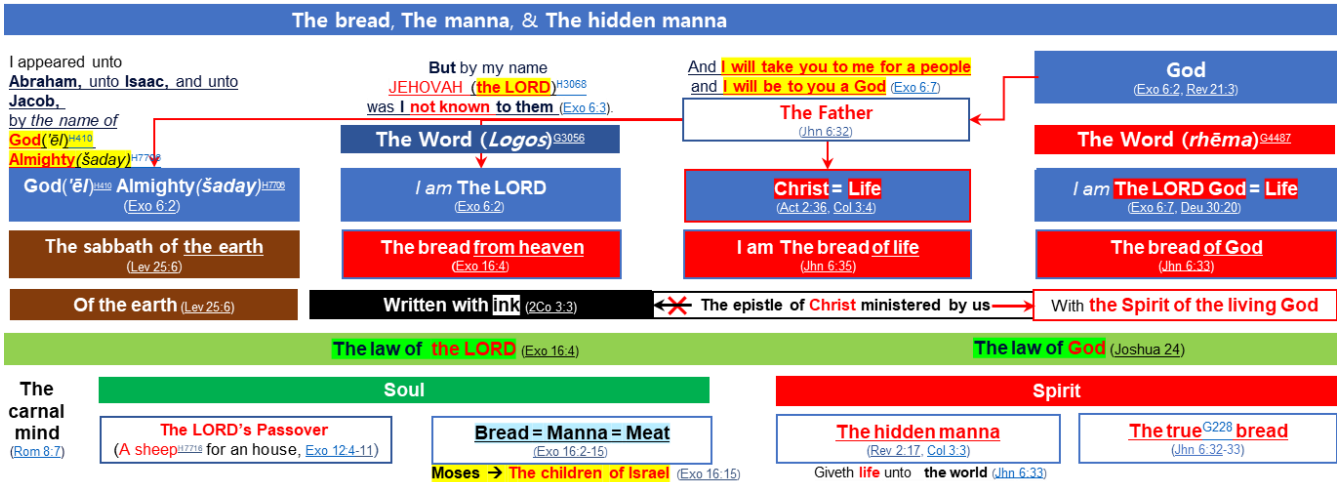 The bread, The manna, & The hidden manna
I appeared unto
Abraham, unto Isaac, and unto
Jacob,
by the name of
God('ēl)H410
Almighty(šaday)H7706
But by my name
JEHOVAH (the LORD)H3068
was I not known to them (Exo 6:3).
And I will take you to me for a people
and I will be to you a God (Exo 6:7)
God
(Exo 6:2, Rev 21:3)
The Father
(Jhn 6:32)
The Word (Logos)G3056
The Word (rhēma)G4487
God('ēl)H410 Almighty(šaday)H7706
(Exo 6:2)
I am The LORD
(Exo 6:2)
Christ = Life
(Act 2:36, Col 3:4)
I am The LORD God = Life
(Exo 6:7, Deu 30:20)
The sabbath of the earth
(Lev 25:6)
The bread from heaven
(Exo 16:4)
I am The bread of life
(Jhn 6:35)
The bread of God
(Jhn 6:33)
Of the earth (Lev 25:6)
Written with ink (2Co 3:3)
The epistle of Christ ministered by us
With the Spirit of the living God
The law of the LORD (Exo 16:4)
The law of God (Joshua 24)
The
carnal
mind
(Rom 8:7)
Soul
Spirit
The LORD's Passover
(A sheepH7716 for an house, Exo 12:4-11)
Bread = Manna = Meat
(Exo 16:2-15)
Moses → The children of Israel (Exo 16:15)
The hidden manna
(Rev 2:17, Col 3:3)
Giveth life unto the world (Jhn 6:33)
The trueG228 bread
(Jhn 6:32-33)